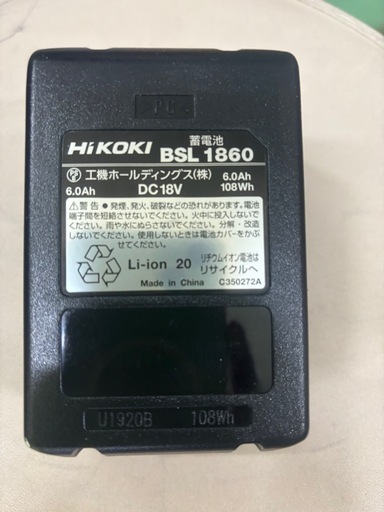 >PC<
HiKOKI 蓄電池 BSL 1860
工機ホールディングス(株) 6.0Ah
6.0Ah DC18V 108Wh
⚠警告 ● 発煙、発火、破裂などの恐れがあります。電池
端子間を短絡させないでください。火中に投入しないで
ください。雨や水にぬらさないでください。分解・改造
しないでください。使用しないときは電池カバーをかぶ
せてください。
Li-ion 20 リチウムイオン電池は
リサイクルへ
Made in China C350272A
U1920B 108Wh